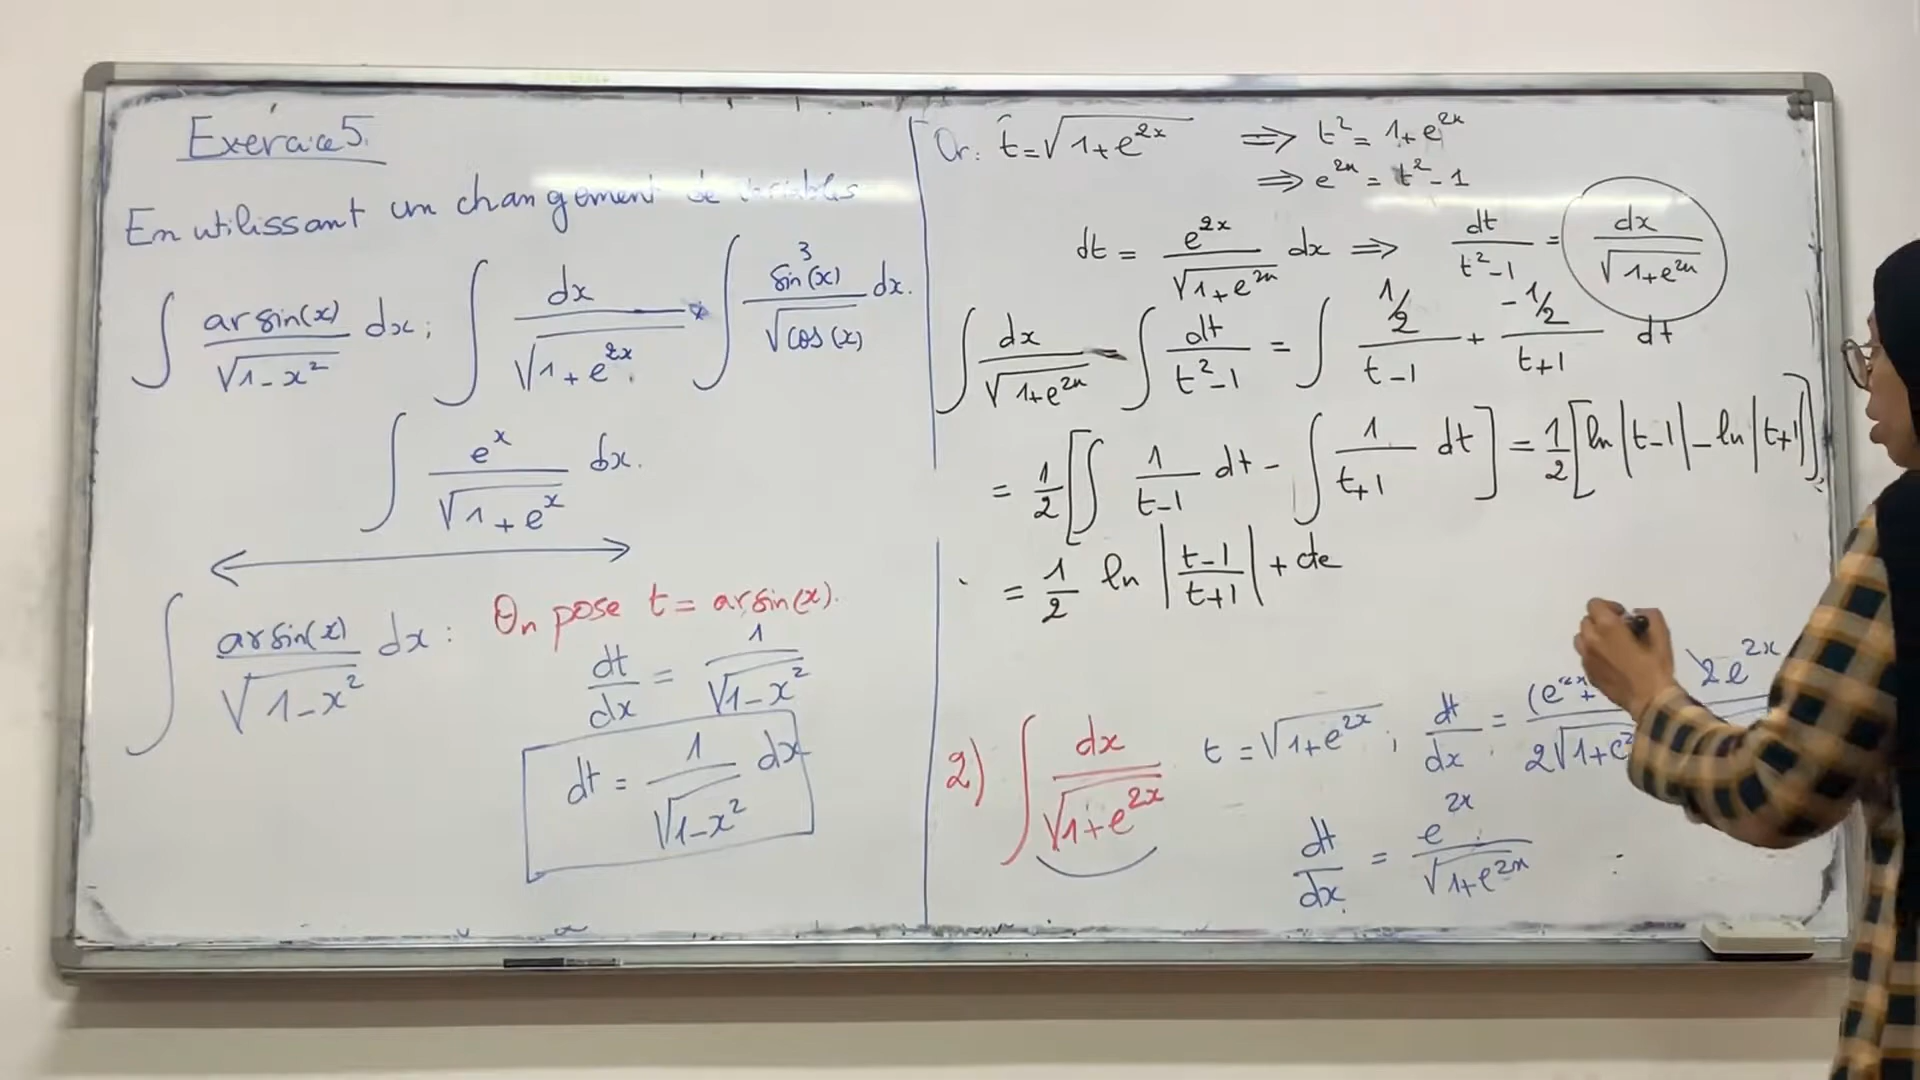 Exercice 5.
En utilissant un changement de variables
∫ arsin(x)/√(1-x²) dx; ∫ dx/√(1+e^{2x}). ∫ sin³(x)/√cos(x) dx.
∫ e^x/√(1+e^x) dx.
∫ arsin(x)/√(1-x²) dx : On pose t = arsin(x).
dt/dx = 1/√(1-x²)
dt = 1/√(1-x²) dx
Or: t = √(1+e^{2x}) ⇒ t² = 1+e^{2x}
⇒ e^{2x} = t²-1
dt = e^{2x}/√(1+e^{2x}) dx ⇒ dt/(t²-1) = dx/√(1+e^{2x})
∫ dx/√(1+e^{2x}) = ∫ dt/(t²-1) = ∫ (1/2)/(t-1) + (-1/2)/(t+1) dt
= 1/2 [∫ 1/(t-1) dt - ∫ 1/(t+1) dt] = 1/2 [ln|t-1| - ln|t+1|]
= 1/2 ln |(t-1)/(t+1)| + cte
2) ∫ dx/√(1+e^{2x}) t = √(1+e^{2x}) ; dt/dx = 2e^{2x}
dt/dx = e^{2x}/√(1+e^{2x})